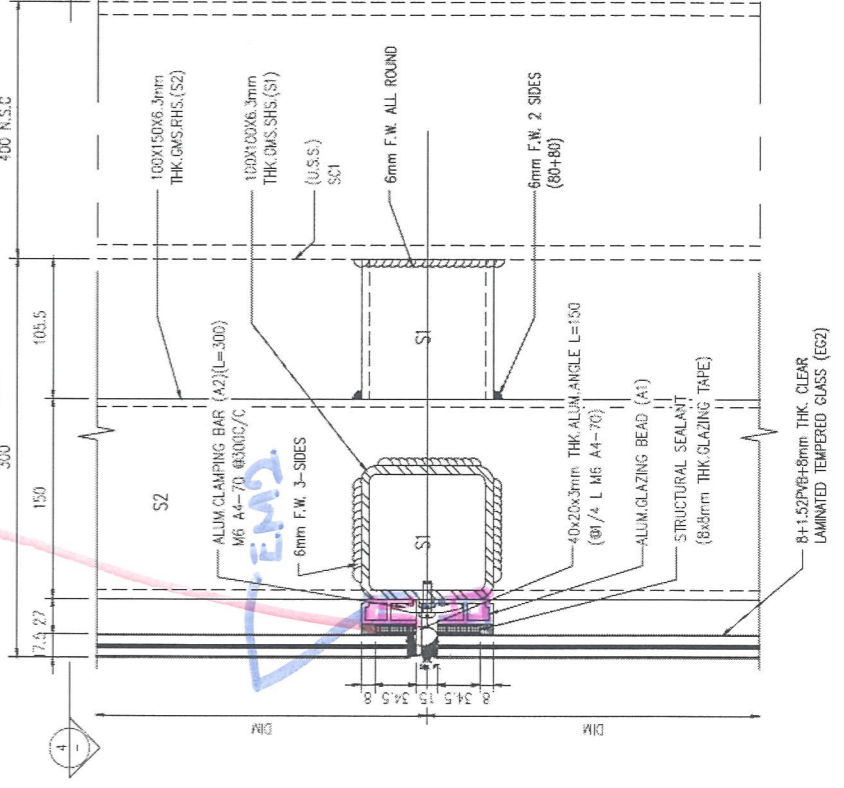 400 N.S.C
300
105.5
150
27
17.5
100X150X6.3mm
THK.GMS.RHS.(S2)
100X100X6.3mm
THK.GMS.SHS.(S1)
(U.S.S.)
SC1
6mm F.W. ALL ROUND
6mm F.W. 2 SIDES
(80+80)
S1
S2
ALUM.CLAMPING BAR (A2)(L=300)
M6 A4-70 @300C/C
6mm F.W. 3-SIDES
EM2
S1
40x20x3mm THK.ALUM.ANGLE L=150
(@1/4 L M6 A4-70)
ALUM.GLAZING BEAD (A1)
STRUCTURAL SEALANT
(8x8mm THK.GLAZING TAPE)
8+1.52PVB+8mm THK. CLEAR
LAMINATED TEMPERED GLASS (EG2)
8
34.5
15
34.5
8
DIM
DIM
4